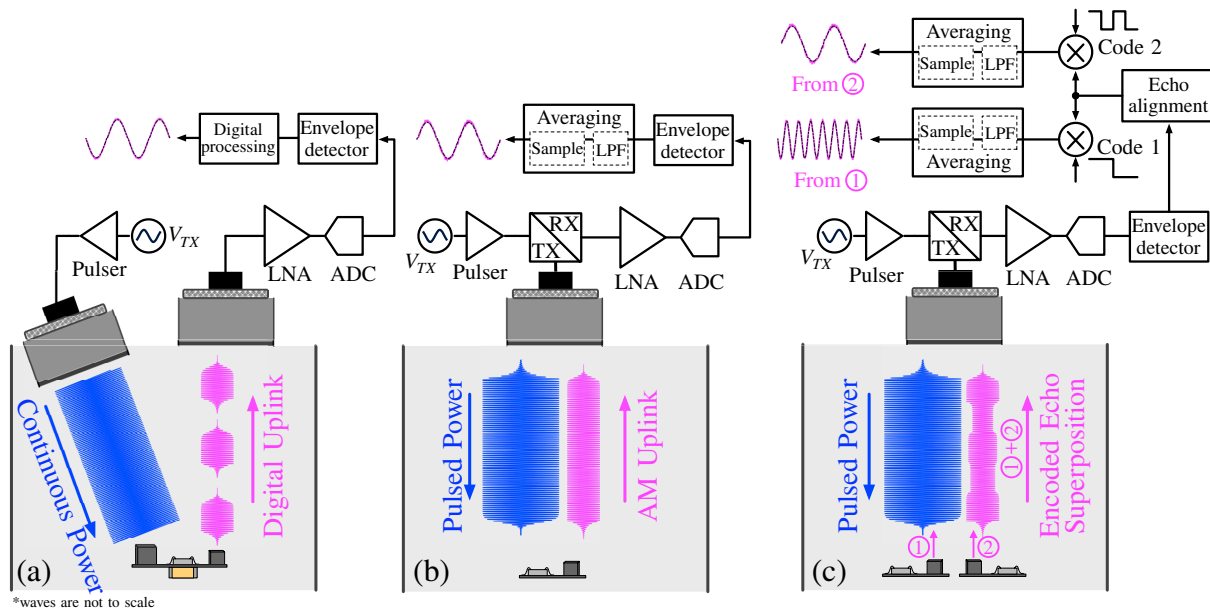 Digital
processing
Envelope
detector
Pulser
V_TX
LNA
ADC
Continuous Power
Digital Uplink
(a)
*waves are not to scale
Averaging
Sample
LPF
Envelope
detector
V_TX
Pulser
TX
RX
LNA
ADC
Pulsed Power
AM Uplink
(b)
From ②
Averaging
Sample
LPF
Code 2
Echo
alignment
From ①
Sample
LPF
Averaging
Code 1
V_TX
Pulser
TX
RX
LNA
ADC
Envelope
detector
Pulsed Power
①+②
Encoded Echo
Superposition
①
②
(c)